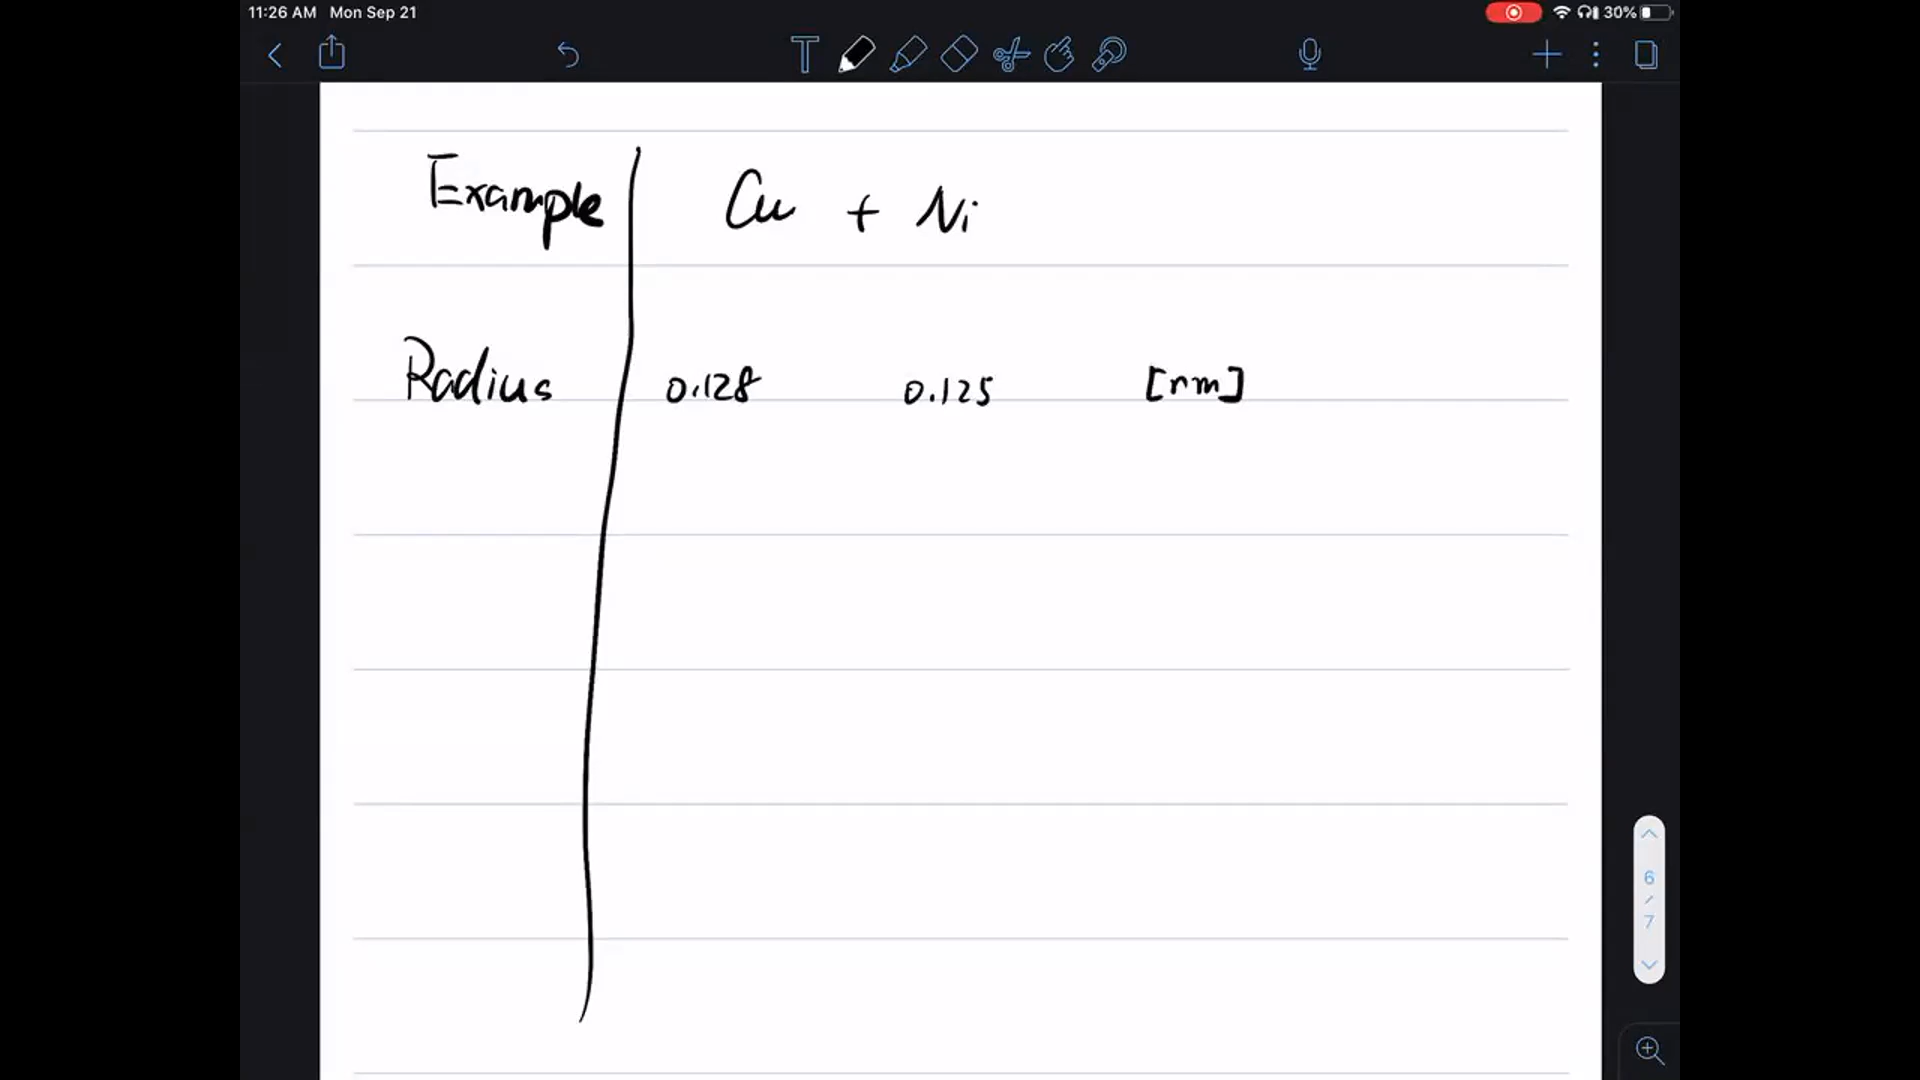 11:26 AM Mon Sep 21
30%
T
Example Cu + Ni
Radius 0.128 0.125 [nm]
6
/
7